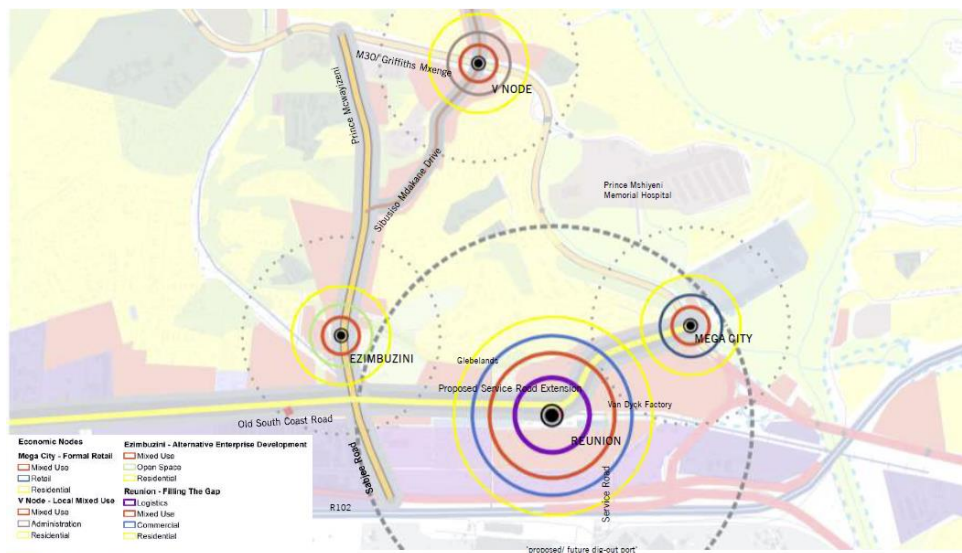 M30/ Griffiths Mxenge
V NODE
Prince Mcwayizeni
Sibusiso Mdakane Drive
Prince Mshiyeni
Memorial Hospital
EZIMBUZINI
MEGA CITY
Glebelands
Proposed Service Road Extension
Van Dyck Factory
Old South Coast Road
REUNION
Sabjee Road
Service Road
R102
"proposed/ future dig-out port"
Economic Nodes
Mega City - Formal Retail
Mixed Use
Retail
Residential
V Node - Local Mixed Use
Mixed Use
Administration
Residential
Ezimbuzini - Alternative Enterprise Development
Mixed Use
Open Space
Residential
Reunion - Filling The Gap
Logistics
Mixed Use
Commercial
Residential